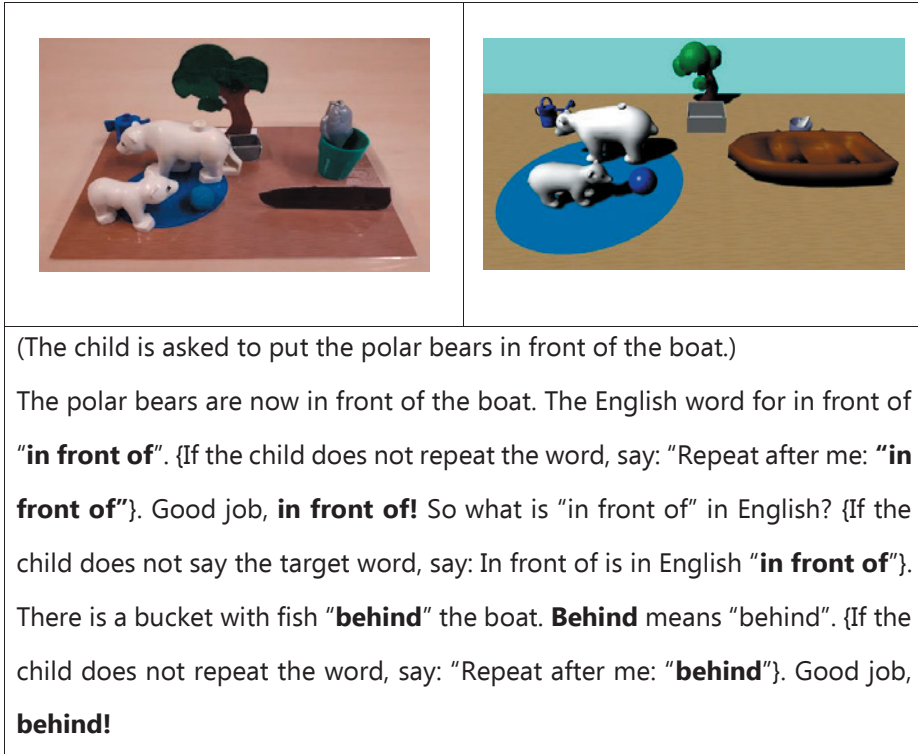 (The child is asked to put the polar bears in front of the boat.)
The polar bears are now in front of the boat. The English word for in front of
“in front of”. {If the child does not repeat the word, say: “Repeat after me: “in
front of”}. Good job, in front of! So what is “in front of” in English? {If the
child does not say the target word, say: In front of is in English “in front of”}.
There is a bucket with fish “behind” the boat. Behind means “behind”. {If the
child does not repeat the word, say: “Repeat after me: “behind”}. Good job,
behind!